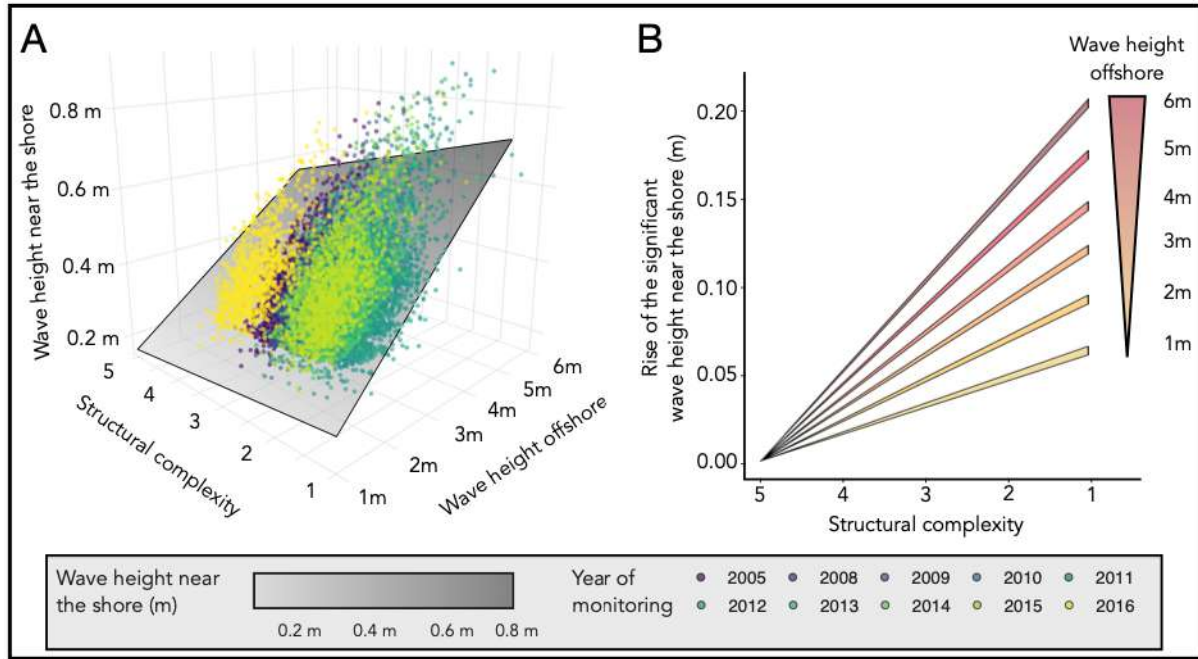 A
Wave height near the shore
0.8 m
0.6 m
0.4 m
0.2 m
5
4
3
2
1
Structural complexity
1m
2m
3m
4m
5m
6m
Wave height offshore
B
Rise of the significant
wave height near the shore (m)
0.20
0.15
0.10
0.05
0.00
5 4 3 2 1
Structural complexity
Wave height
offshore
6m
5m
4m
3m
2m
1m
Wave height near
the shore (m)
0.2 m 0.4 m 0.6 m 0.8 m
Year of
monitoring
2005 2008 2009 2010 2011
2012 2013 2014 2015 2016